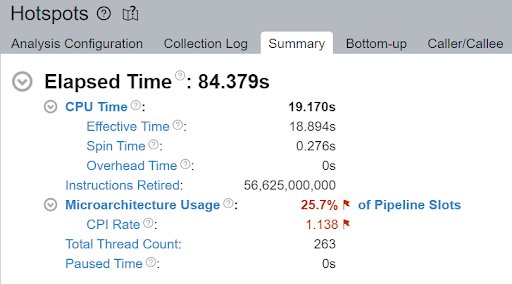 Hotspots
Analysis Configuration Collection Log Summary Bottom-up Caller/Callee
Elapsed Time: 84.379s
CPU Time: 19.170s
Effective Time: 18.894s
Spin Time: 0.276s
Overhead Time: 0s
Instructions Retired: 56,625,000,000
Microarchitecture Usage: 25.7% of Pipeline Slots
CPI Rate: 1.138
Total Thread Count: 263
Paused Time: 0s